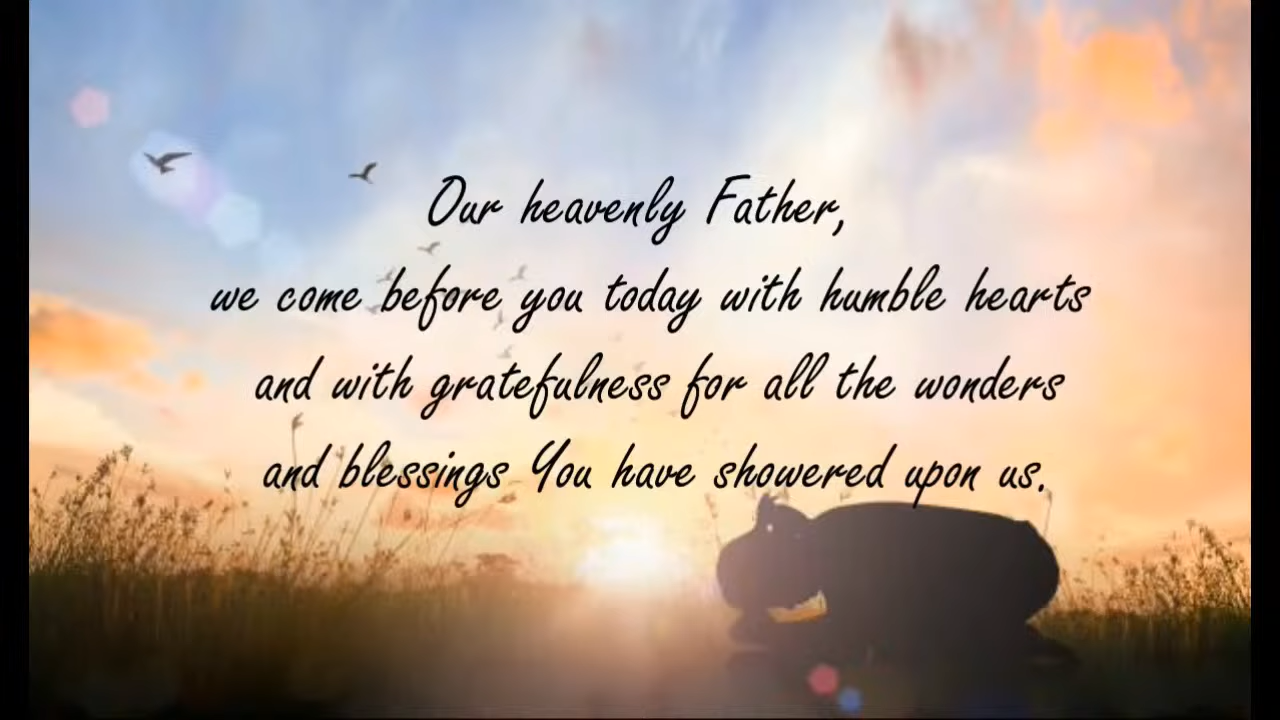 Our heavenly Father,
we come before you today with humble hearts
and with gratefulness for all the wonders
and blessings You have showered upon us.